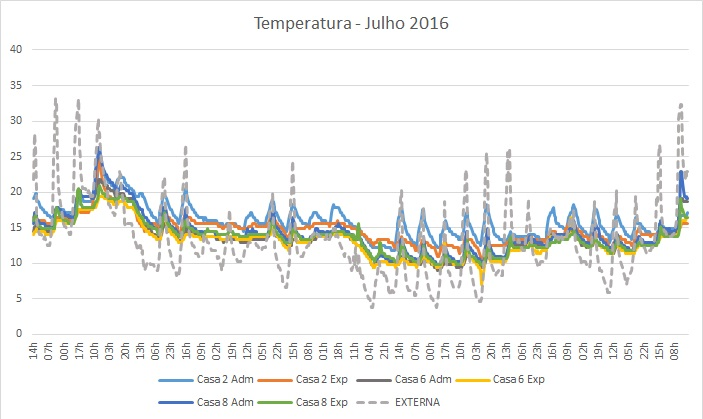 Temperatura - Julho 2016
40
35
30
25
20
15
10
5
0
14h 07h 00h 17h 10h 03h 20h 13h 06h 23h 16h 09h 02h 19h 12h 05h 22h 15h 08h 01h 18h 11h 04h 21h 14h 07h 00h 17h 10h 03h 20h 13h 06h 23h 16h 09h 02h 19h 12h 05h 22h 15h 08h
Casa 2 Adm Casa 2 Exp Casa 6 Adm Casa 6 Exp
Casa 8 Adm Casa 8 Exp EXTERNA